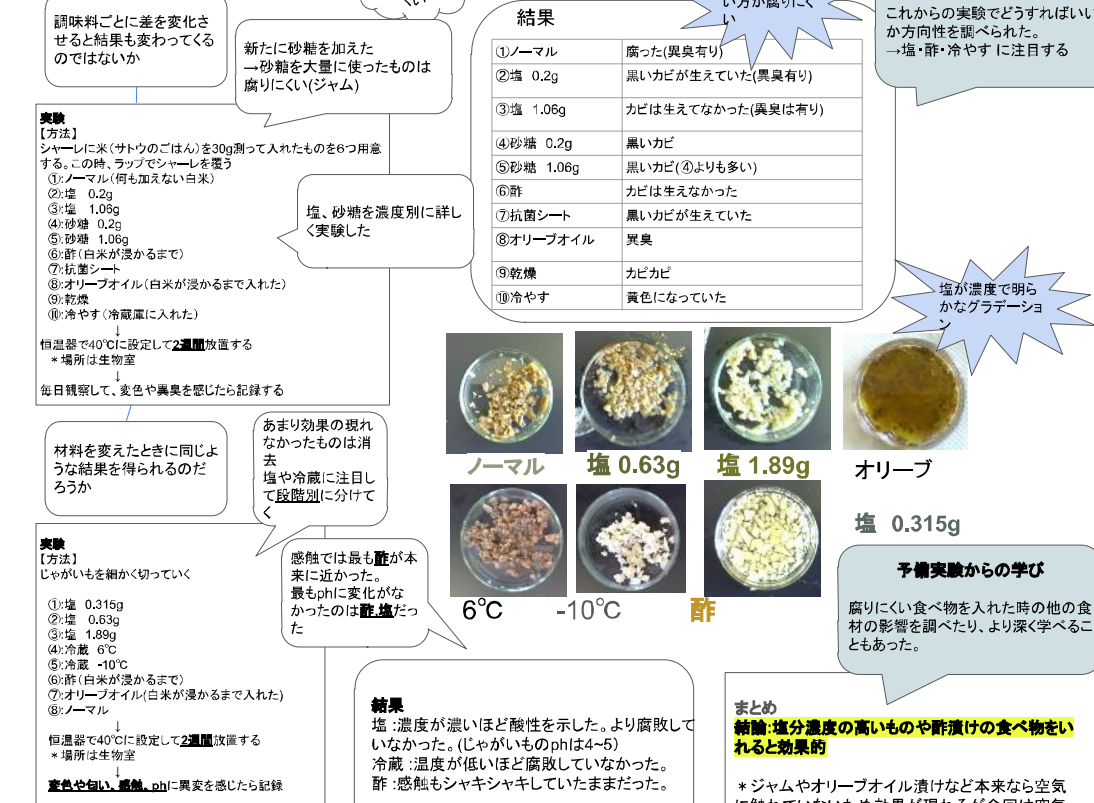 調味料ごとに差を変化さ
せると結果も変わってくる
のではないか
新たに砂糖を加えた
→砂糖を大量に使ったものは
腐りにくい(ジャム)
実験
【方法】
シャーレに米(サトウのごはん)を30g測って入れたものを6つ用意
する。この時、ラップでシャーレを覆う
①:ノーマル(何も加えない白米)
②:塩 0.2g
③:塩 1.06g
④:砂糖 0.2g
⑤:砂糖 1.06g
⑥:酢(白米が浸かるまで)
⑦:抗菌シート
⑧:オリーブオイル(白米が浸かるまで入れた)
⑨:乾燥
⑩:冷やす(冷蔵庫に入れた)
↓
恒温器で40℃に設定して2週間放置する
＊場所は生物室
↓
毎日観察して、変色や異臭を感じたら記録する
塩、砂糖を濃度別に詳し
く実験した
結果
①ノーマル 腐った(異臭有り)
②塩 0.2g 黒いカビが生えていた(異臭有り)
③塩 1.06g カビは生えてなかった(異臭は有り)
④砂糖 0.2g 黒いカビ
⑤砂糖 1.06g 黒いカビ(④よりも多い)
⑥酢 カビは生えなかった
⑦抗菌シート 黒いカビが生えていた
⑧オリーブオイル 異臭
⑨乾燥 カピカピ
⑩冷やす 黄色になっていた
い方が腐りにく
い
これからの実験でどうすればいい
か方向性を調べられた。
→塩・酢・冷やす に注目する
塩が濃度で明ら
かなグラデーショ
ン
ノーマル
塩 0.63g
塩 1.89g
オリーブ
塩 0.315g
6℃
-10℃
酢
材料を変えたときに同じよ
うな結果を得られるのだ
ろうか
あまり効果の現れ
なかったものは消
去
塩や冷蔵に注目し
て段階別に分けて
く
実験
【方法】
じゃがいもを細かく切っていく
①:塩 0.315g
②:塩 0.63g
③:塩 1.89g
④:冷蔵 6℃
⑤:冷蔵 -10℃
⑥:酢(白米が浸かるまで)
⑦:オリーブオイル(白米が浸かるまで入れた)
⑧:ノーマル
↓
恒温器で40℃に設定して2週間放置する
＊場所は生物室
↓
変色や匂い、感触、phに異変を感じたら記録
感触では最も酢が本
来に近かった。
最もphに変化がな
かったのは酢,塩だっ
た
結果
塩 :濃度が濃いほど酸性を示した。より腐敗して
いなかった。(じゃがいものphは4~5)
冷蔵 :温度が低いほど腐敗していなかった。
酢 :感触もシャキシャキしていたままだった。
予備実験からの学び
腐りにくい食べ物を入れた時の他の食
材の影響を調べたり、より深く学べるこ
ともあった。
まとめ
結論:塩分濃度の高いものや酢漬けの食べ物をい
れると効果的
＊ジャムやオリーブオイル漬けなど本来なら空気